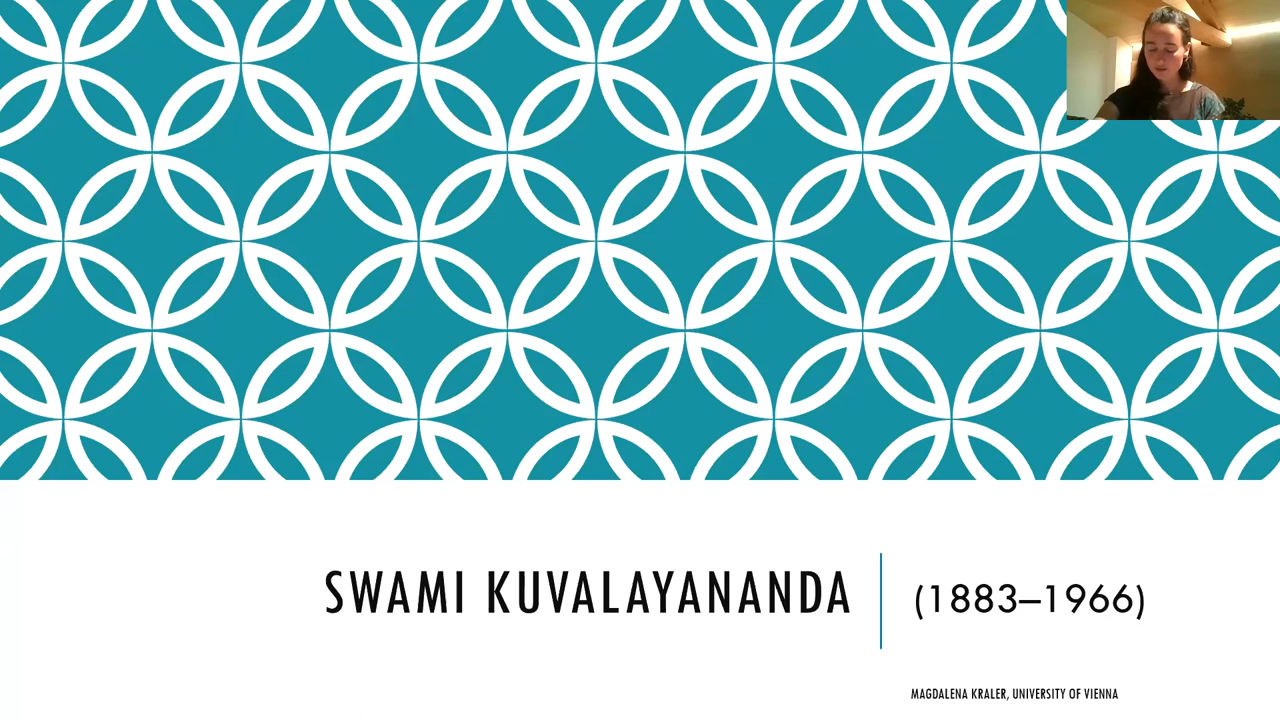 SWAMI KUVALAYANANDA
(1883–1966)
MAGDALENA KRALER, UNIVERSITY OF VIENNA